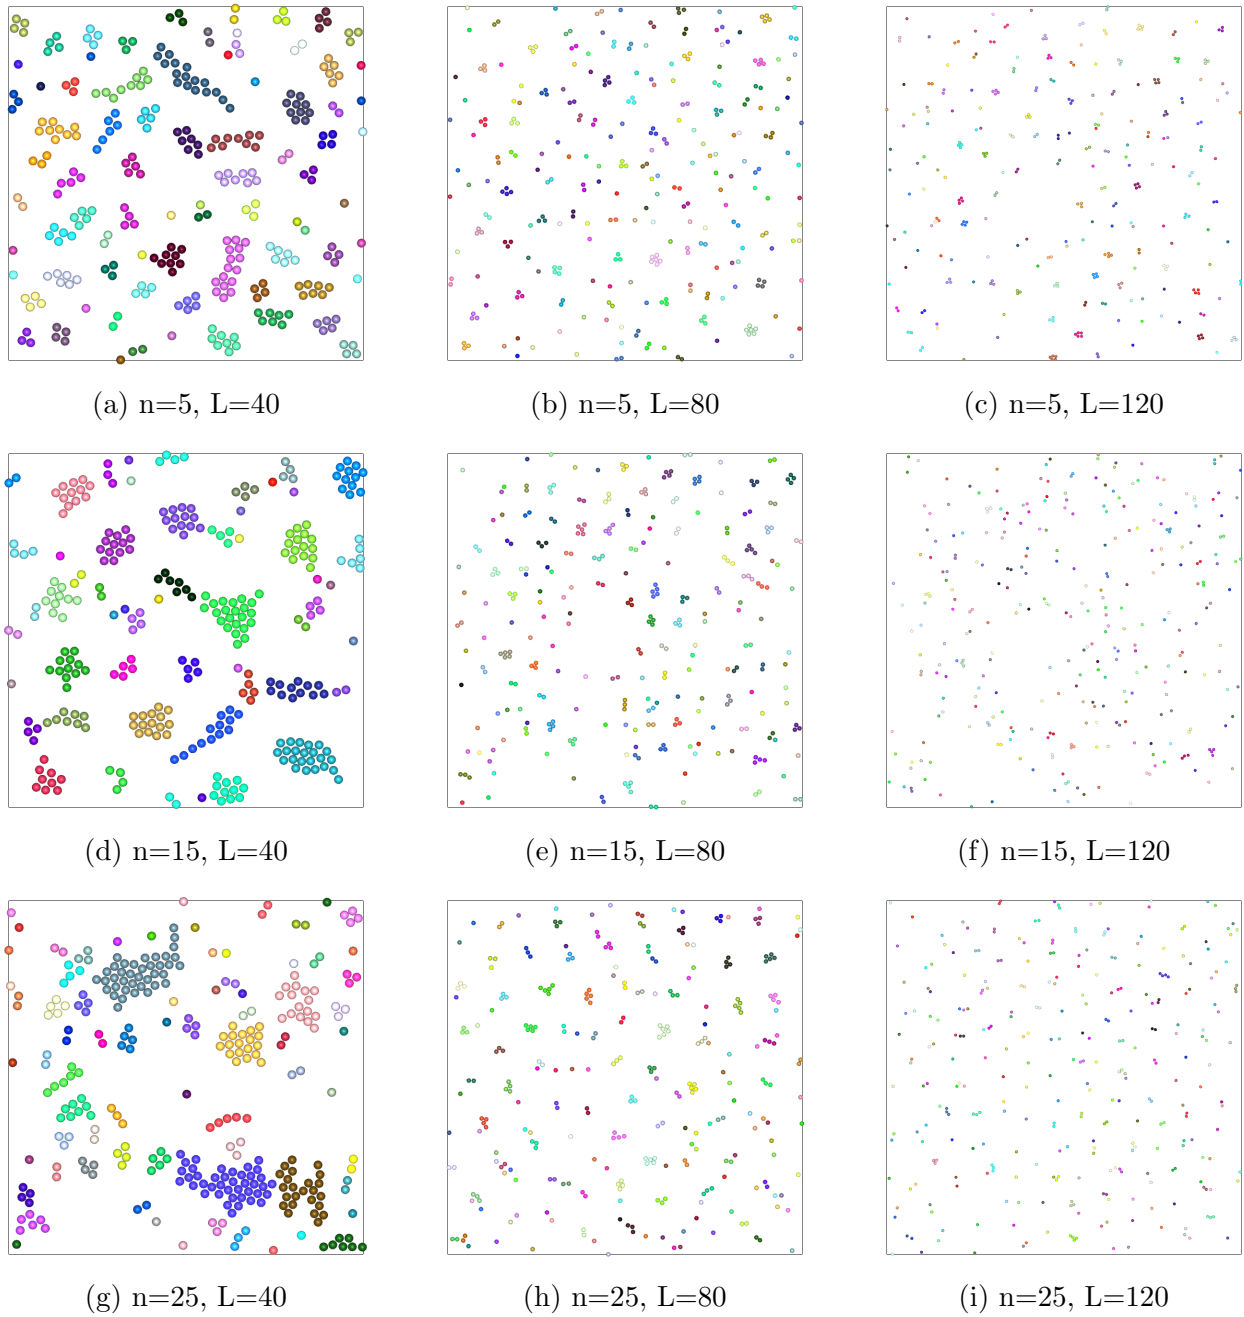 (a) n=5, L=40
(b) n=5, L=80
(c) n=5, L=120
(d) n=15, L=40
(e) n=15, L=80
(f) n=15, L=120
(g) n=25, L=40
(h) n=25, L=80
(i) n=25, L=120